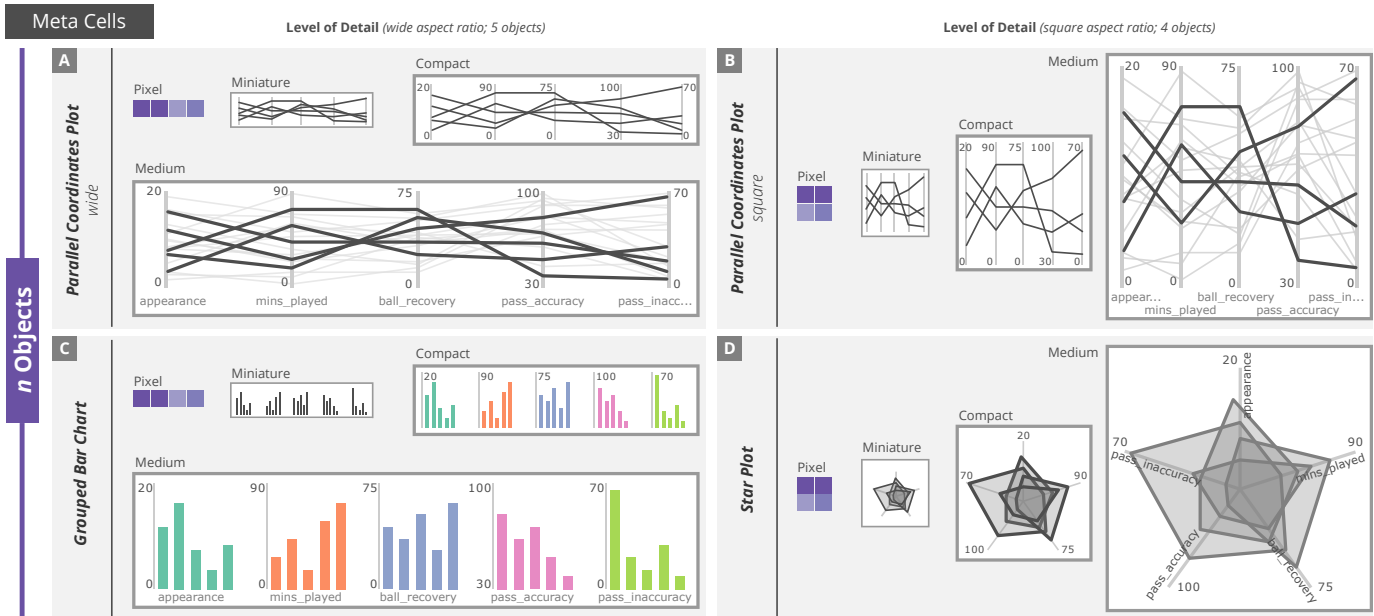 Meta Cells
Level of Detail (wide aspect ratio; 5 objects)
Level of Detail (square aspect ratio; 4 objects)
n Objects
A
Parallel Coordinates Plot
wide
Pixel
Miniature
Compact
20 90 75 100 70
0 0 0 30 0
Medium
20 90 75 100 70
0 0 0 30 0
appearance mins_played ball_recovery pass_accuracy pass_inacc...
B
Parallel Coordinates Plot
square
Pixel
Miniature
Compact
20 90 75 100 70
0 0 0 30 0
Medium
20 90 75 100 70
0 0 0 30 0
appear... ball_recovery pass_in...
mins_played pass_accuracy
C
Grouped Bar Chart
Pixel
Miniature
Compact
20 90 75 100 70
Medium
20 90 75 100 70
0 0 0 30 0
appearance mins_played ball_recovery pass_accuracy pass_inaccuracy
D
Star Plot
Pixel
Miniature
Compact
20
70 90
100 75
Medium
20
appearance
70 90
pass_inaccuracy mins_played
pass_accuracy ball_recovery
100 75